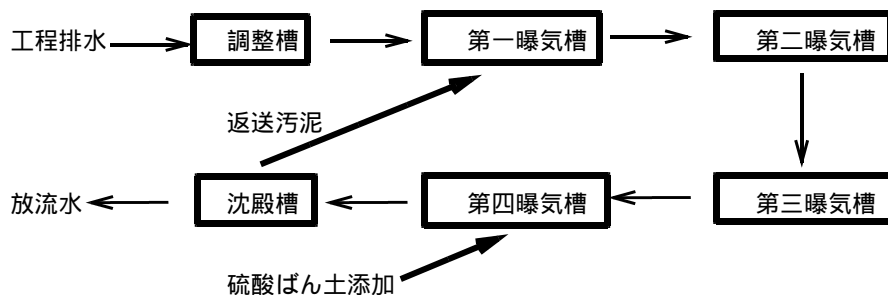 工程排水
調整槽
第一曝気槽
第二曝気槽
返送汚泥
放流水
沈殿槽
第四曝気槽
第三曝気槽
硫酸ばん土添加